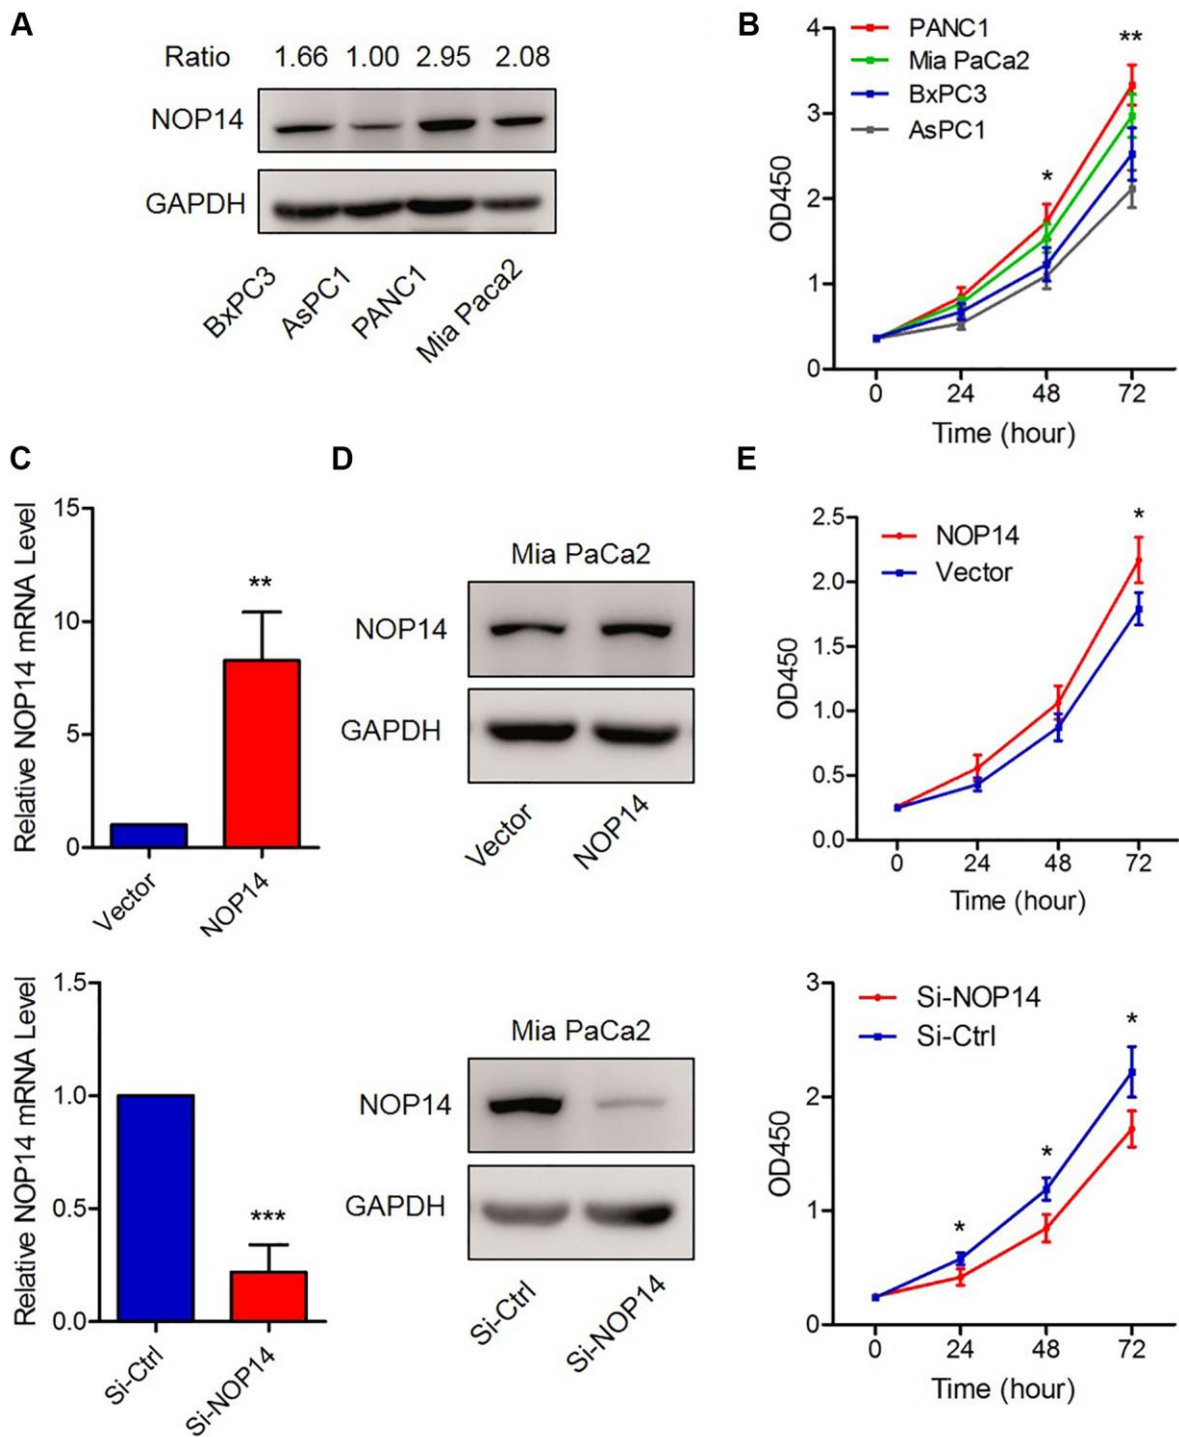 A
Ratio 1.66 1.00 2.95 2.08
NOP14
GAPDH
BxPC3 AsPC1 PANC1 Mia Paca2
B
PANC1
Mia PaCa2
BxPC3
AsPC1
**
*
OD450
4
3
2
1
0
0 24 48 72
Time (hour)
C
Relative NOP14 mRNA Level
15
10
5
0
**
Vector NOP14
Relative NOP14 mRNA Level
1.5
1.0
0.5
0.0
***
Si-Ctrl Si-NOP14
D
Mia PaCa2
NOP14
GAPDH
Vector NOP14
Mia PaCa2
NOP14
GAPDH
Si-Ctrl Si-NOP14
E
NOP14
Vector
*
OD450
2.5
2.0
1.5
1.0
0.5
0.0
0 24 48 72
Time (hour)
Si-NOP14
Si-Ctrl
*
*
*
OD450
3
2
1
0
0 24 48 72
Time (hour)